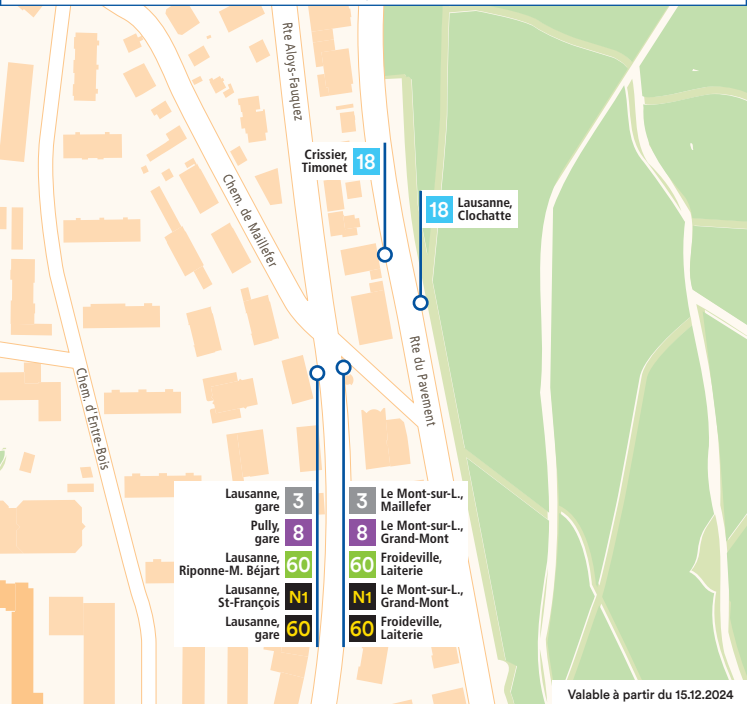 Rte Aloys-Fauquez
Crissier,
Timonet
18
18
Lausanne,
Clochatte
Chem. de Maillefer
Rte du Pavement
Chem. d'Entre-Bois
Lausanne,
gare
3
3
Le Mont-sur-L.,
Maillefer
Pully,
gare
8
8
Le Mont-sur-L.,
Grand-Mont
Lausanne,
Riponne-M. Béjart
60
60
Froideville,
Laiterie
Lausanne,
St-François
N1
N1
Le Mont-sur-L.,
Grand-Mont
Lausanne,
gare
60
60
Froideville,
Laiterie
Valable à partir du 15.12.2024